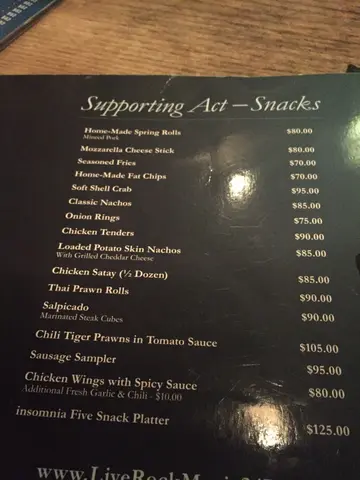 Supporting Act – Snacks
Home-Made Spring Rolls $80.00
Minced Pork
Mozzarella Cheese Stick $80.00
Seasoned Fries $70.00
Home-Made Fat Chips $70.00
Soft Shell Crab $95.00
Classic Nachos $85.00
Onion Rings $75.00
Chicken Tenders $90.00
Loaded Potato Skin Nachos $85.00
With Grilled Cheddar Cheese
Chicken Satay (½ Dozen) $85.00
Thai Prawn Rolls $90.00
Salpicado $90.00
Marinated Steak Cubes
Chili Tiger Prawns in Tomato Sauce $105.00
Sausage Sampler $95.00
Chicken Wings with Spicy Sauce $80.00
Additional Fresh Garlic & Chili - $10.00
insomnia Five Snack Platter $125.00